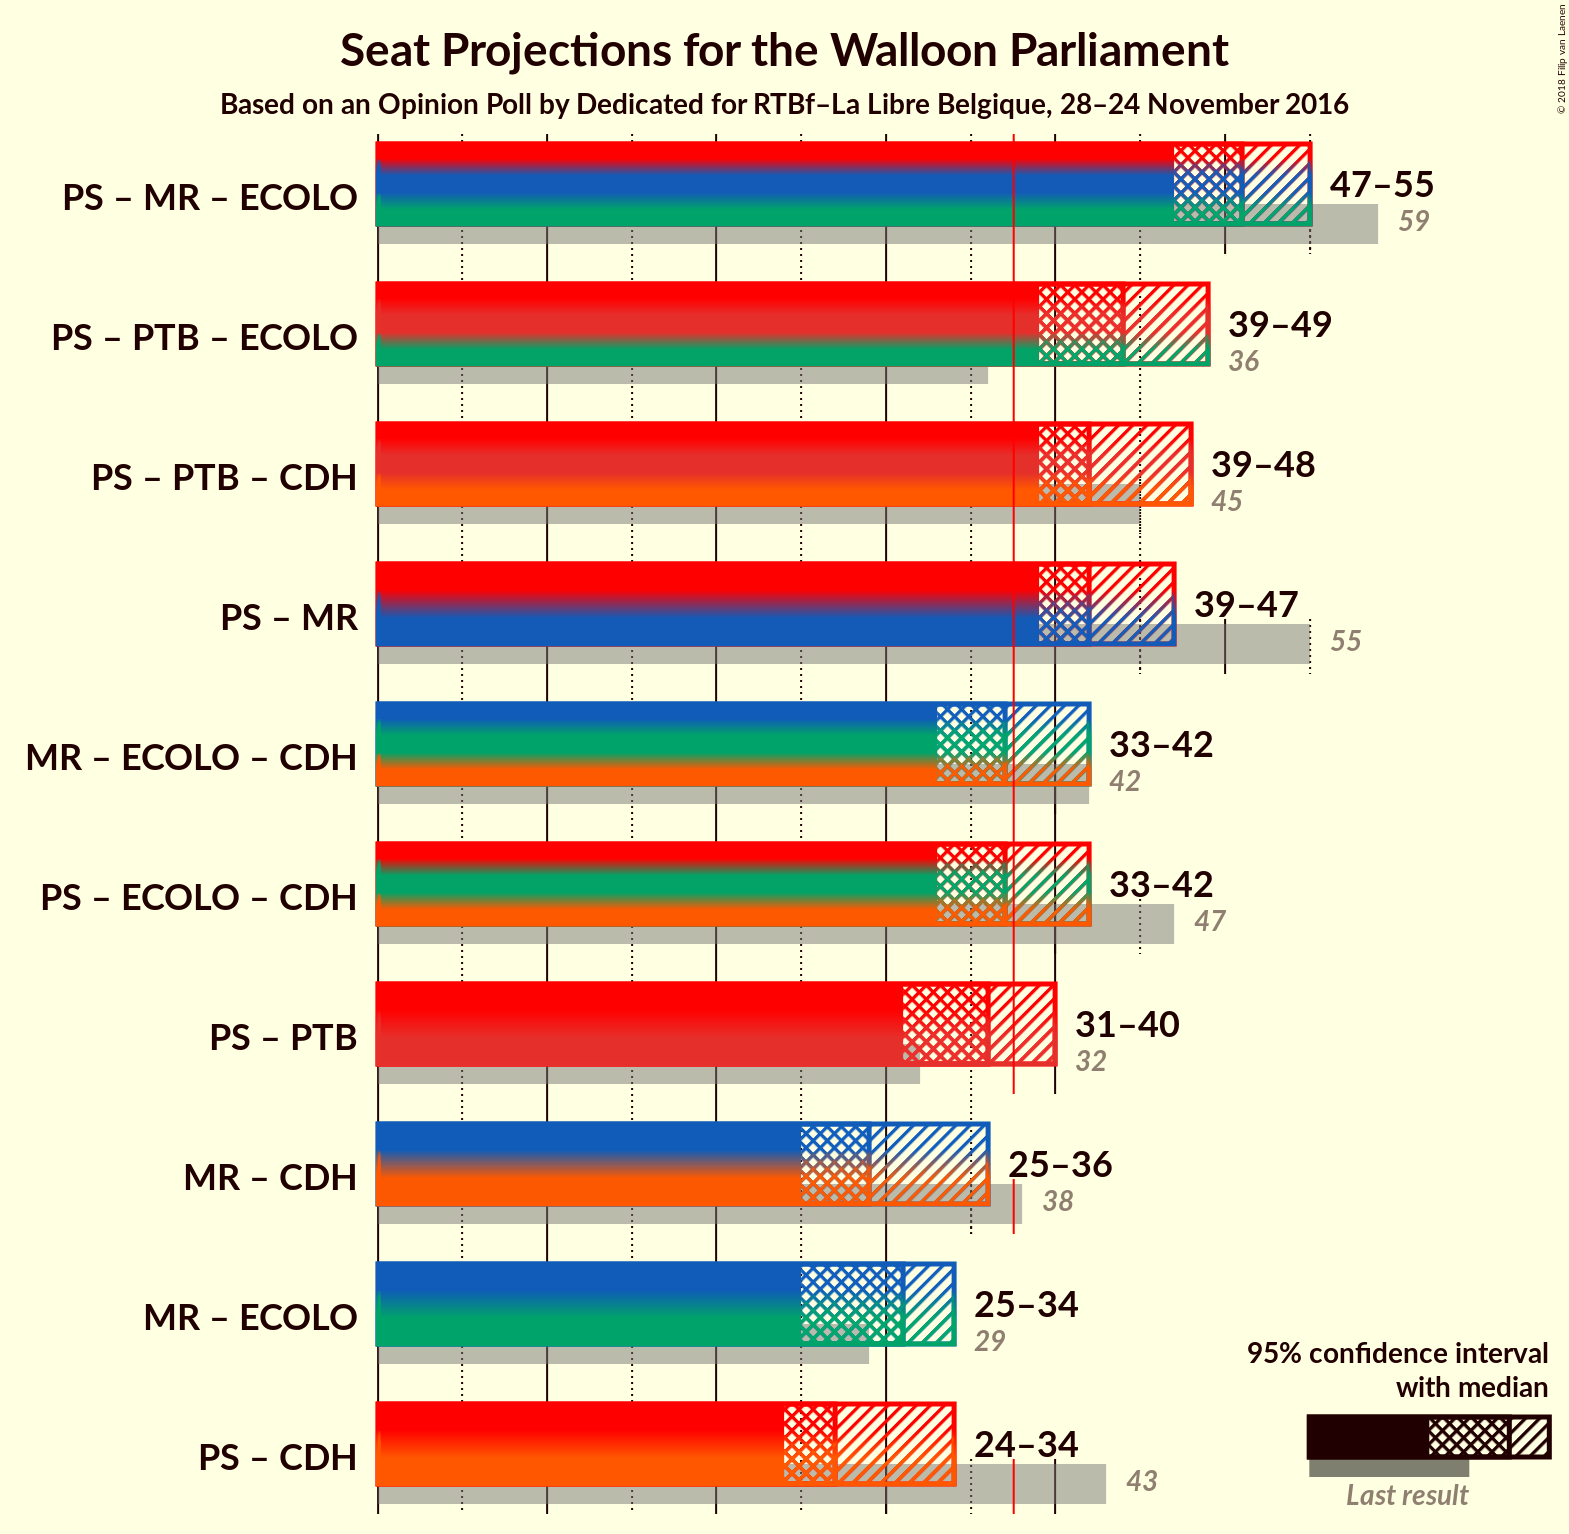 Seat Projections for the Walloon Parliament
Based on an Opinion Poll by Dedicated for RTBf–La Libre Belgique, 28–24 November 2016
© 2018 Filip van Laenen
PS – MR – ECOLO
47–55
59
PS – PTB – ECOLO
39–49
36
PS – PTB – CDH
39–48
45
PS – MR
39–47
55
MR – ECOLO – CDH
33–42
42
PS – ECOLO – CDH
33–42
47
PS – PTB
31–40
32
MR – CDH
25–36
38
MR – ECOLO
25–34
29
PS – CDH
24–34
43
95% confidence interval
with median
Last result